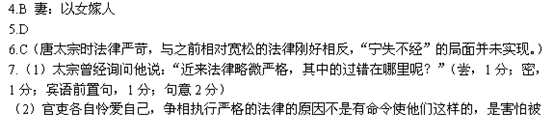 4.B 妻：以女嫁人
5.D
6.C（唐太宗时法律严苛，与之前相对宽松的法律刚好相反，“宁失不经”的局面并未实现。）
7.（1）太宗曾经询问他说：“近来法律略微严格，其中的过错在哪里呢？”（尝，1分；密，
1分；宾语前置句，1分；句意2分）
（2）官吏各自怜爱自己，争相执行严格的法律的原因不是有命令使他们这样的，是害怕被